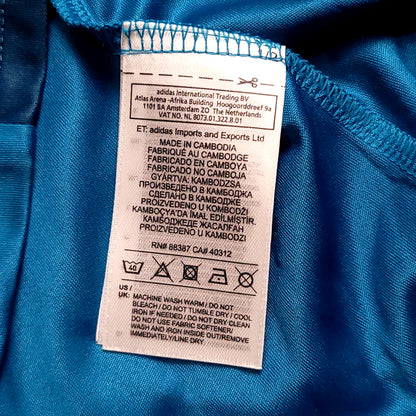 adidas International Trading BV
Atlas Arena -Afrika Building Hoogoorddreef 9a
1101 BA Amsterdam ZO The Netherlands
VAT NO. NL 8073.01.322.B.01
ET: adidas Imports and Exports Ltd
MADE IN CAMBODIA
FABRIQUÉ AU CAMBODGE
FABRICADO EN CAMBOYA
FABRICADO NO CAMBOJA
GYÁRTVA: KAMBODZSA
ПРОИЗВЕДЕНО В КАМБОДЖА
СДЕЛАНО В КАМБОДЖЕ
PROIZVEDENO U KOMBODŽI
KAMBOÇYA'DA İMAL EDİLMİŞTİR.
КАМБОДЖЕДЕ ЖАСАЛҒАН
PROIZVEDENO U KAMBODZI
RN# 88387 CA# 40312
40
US /
UK: MACHINE WASH WARM / DO NOT
BLEACH / DO NOT TUMBLE DRY / COOL
IRON IF NEEDED / DO NOT DRY CLEAN
DO NOT USE FABRIC SOFTENER/
WASH AND IRON INSIDE OUT/REMOVE
IMMEDIATELY/LINE DRY